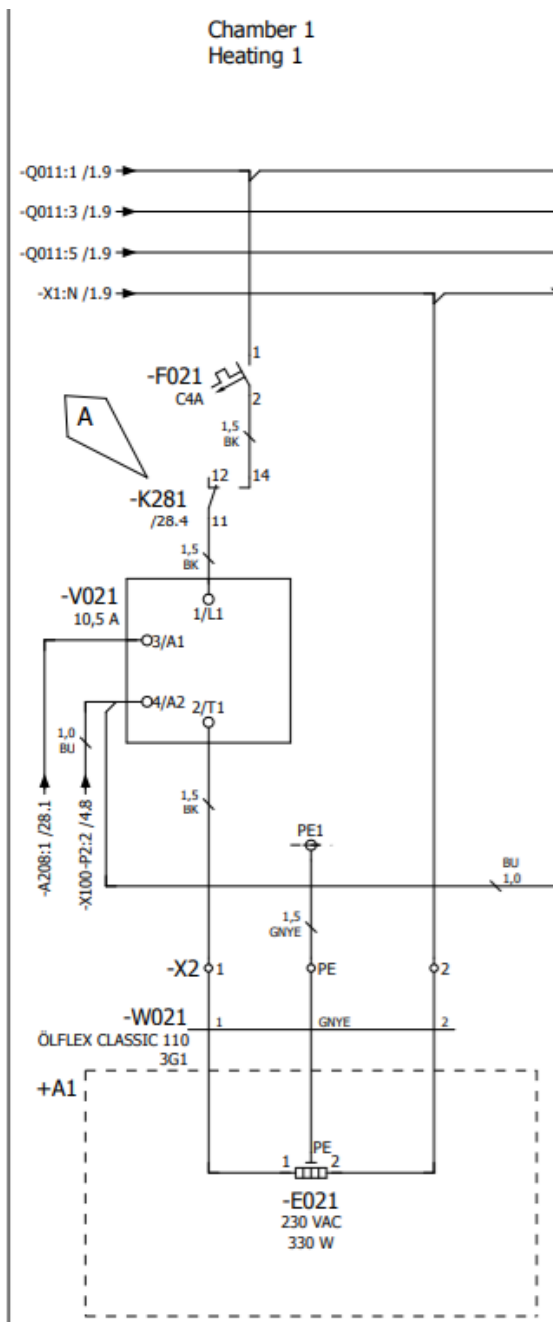 Chamber 1
Heating 1
-Q011:1 /1.9
-Q011:3 /1.9
-Q011:5 /1.9
-X1:N /1.9
1
-F021
C4A
2
1,5
BK
A
12
14
-K281
/28.4
11
1,5
BK
-V021
10,5 A
1/L1
3/A1
4/A2
2/T1
1,0
BU
-A208:1 /28.1
-X100-P2:2 /4.8
1,5
BK
PE1
BU
1,0
1,5
GNYE
-X2
1
PE
2
-W021
1
GNYE
2
ÖLFLEX CLASSIC 110
3G1
+A1
PE
1
2
-E021
230 VAC
330 W